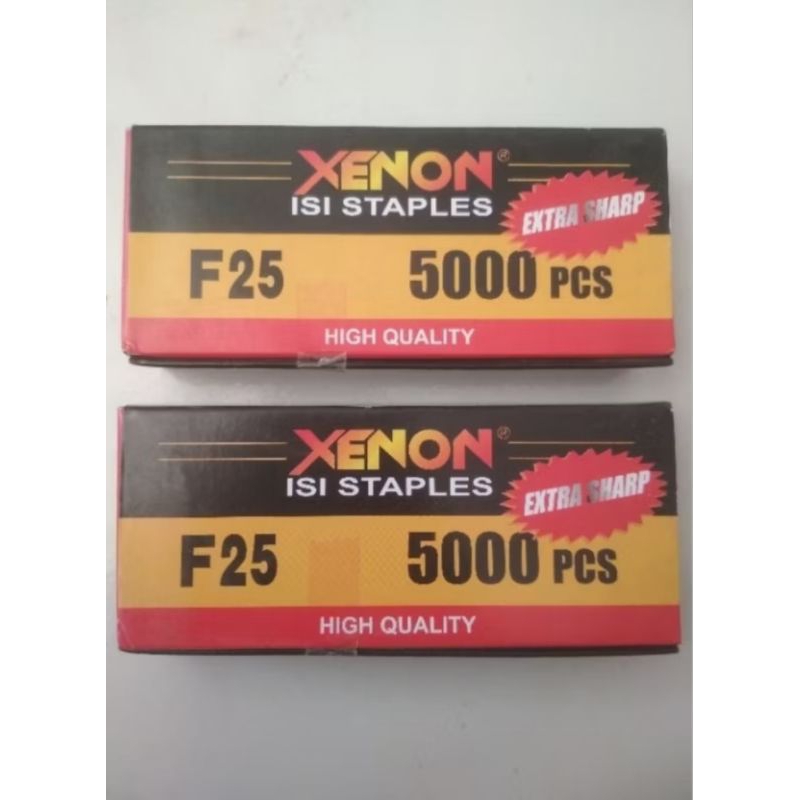 XENON®
ISI STAPLES
EXTRA SHARP
F25
5000 PCS
HIGH QUALITY
XENON®
ISI STAPLES
EXTRA SHARP
F25
5000 PCS
HIGH QUALITY